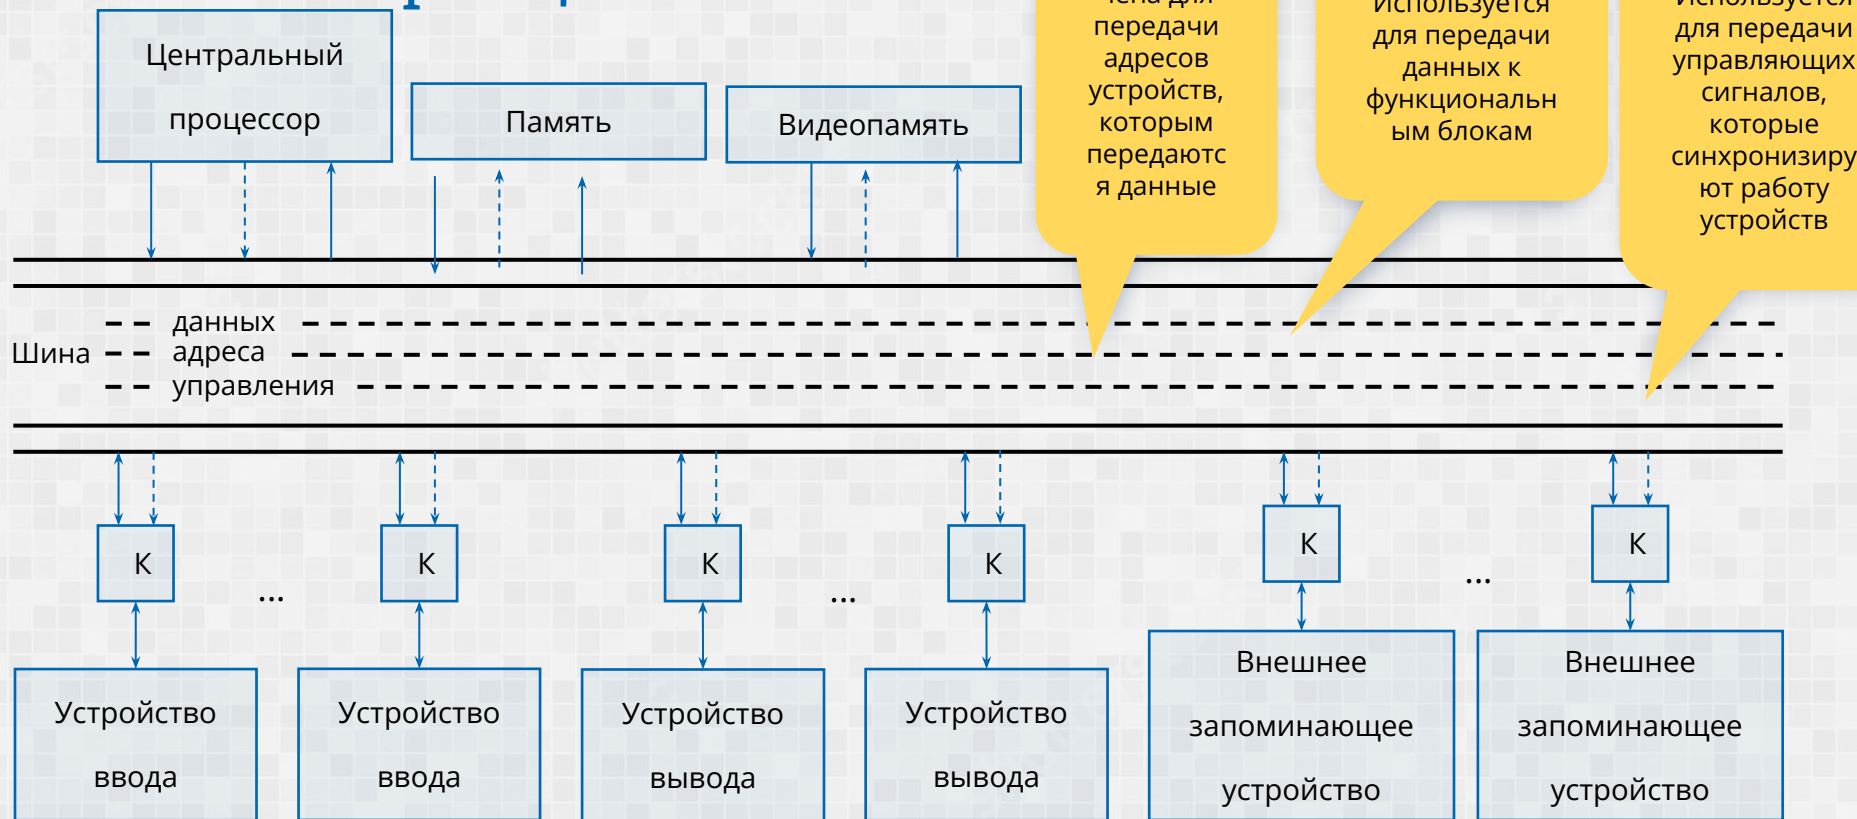 Центральный
процессор
Память
Видеопамять
передачи
адресов
устройств,
которым
передаютс
я данные
Используется
для передачи
данных к
функциональн
ым блокам
Используется
для передачи
управляющих
сигналов,
которые
синхронизиру
ют работу
устройств
Шина
данных
адреса
управления
К
...
К
К
...
К
К
...
К
Устройство
ввода
Устройство
ввода
Устройство
вывода
Устройство
вывода
Внешнее
запоминающее
устройство
Внешнее
запоминающее
устройство